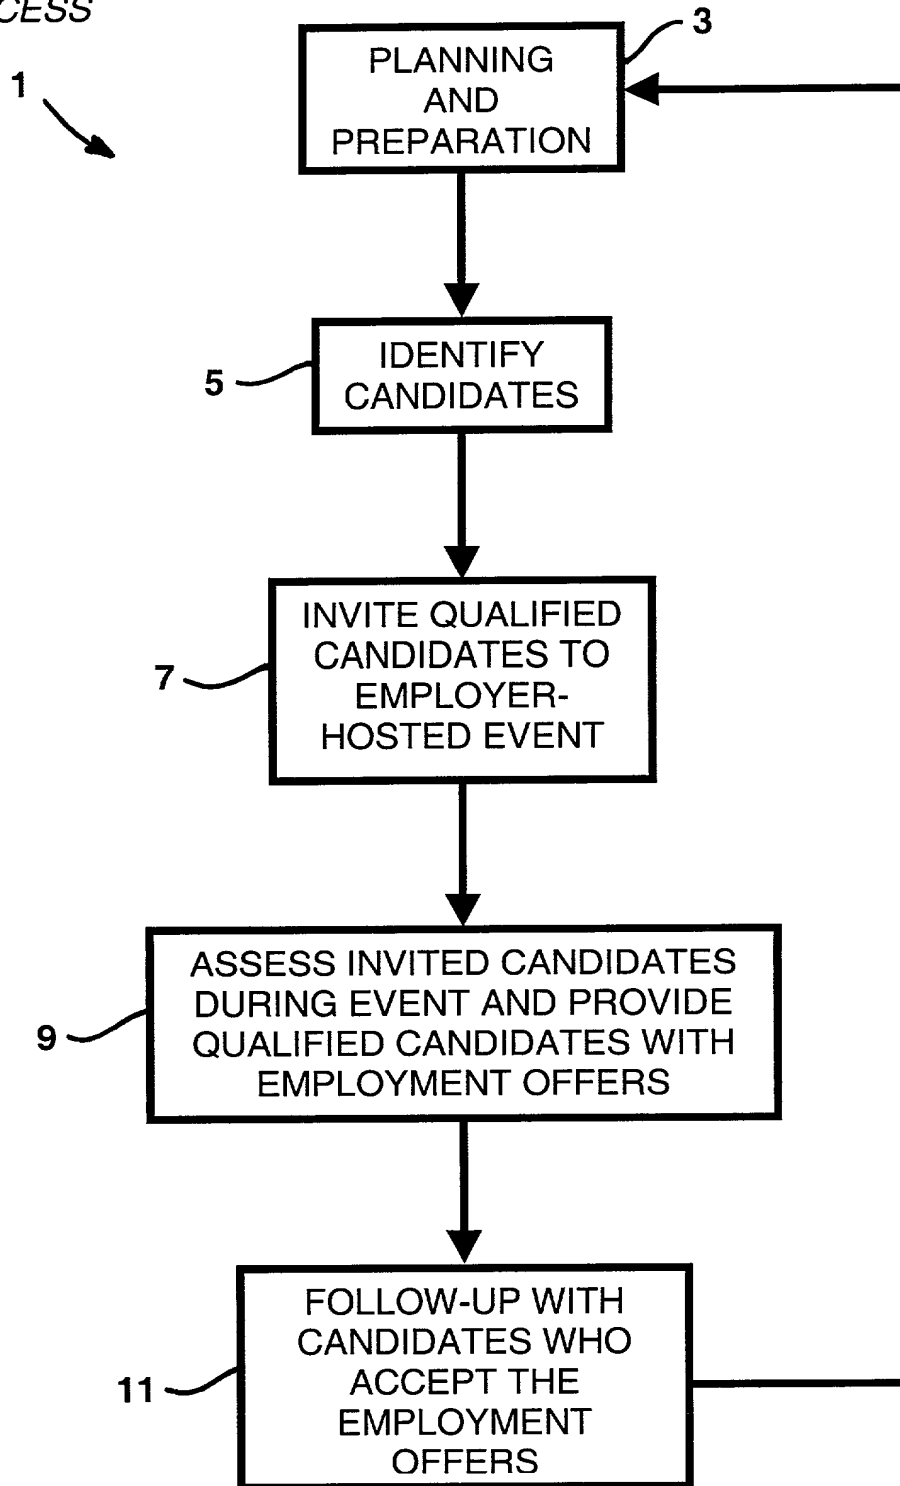 CESS
1
3
PLANNING
AND
PREPARATION
5
IDENTIFY
CANDIDATES
7
INVITE QUALIFIED
CANDIDATES TO
EMPLOYER-
HOSTED EVENT
9
ASSESS INVITED CANDIDATES
DURING EVENT AND PROVIDE
QUALIFIED CANDIDATES WITH
EMPLOYMENT OFFERS
11
FOLLOW-UP WITH
CANDIDATES WHO
ACCEPT THE
EMPLOYMENT
OFFERS